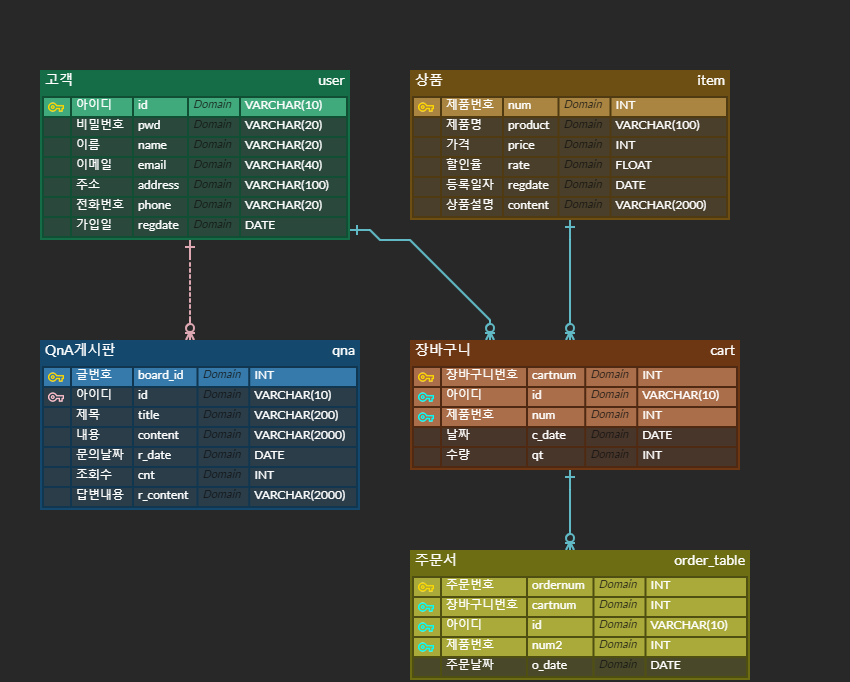 고객 user
아이디 id Domain VARCHAR(10)
비밀번호 pwd Domain VARCHAR(20)
이름 name Domain VARCHAR(20)
이메일 email Domain VARCHAR(40)
주소 address Domain VARCHAR(100)
전화번호 phone Domain VARCHAR(20)
가입일 regdate Domain DATE
상품 item
제품번호 num Domain INT
제품명 product Domain VARCHAR(100)
가격 price Domain INT
할인율 rate Domain FLOAT
등록일자 regdate Domain DATE
상품설명 content Domain VARCHAR(2000)
QnA게시판 qna
글번호 board_id Domain INT
아이디 id Domain VARCHAR(10)
제목 title Domain VARCHAR(200)
내용 content Domain VARCHAR(2000)
문의날짜 r_date Domain DATE
조회수 cnt Domain INT
답변내용 r_content Domain VARCHAR(2000)
장바구니 cart
장바구니번호 cartnum Domain INT
아이디 id Domain VARCHAR(10)
제품번호 num Domain INT
날짜 c_date Domain DATE
수량 qt Domain INT
주문서 order_table
주문번호 ordernum Domain INT
장바구니번호 cartnum Domain INT
아이디 id Domain VARCHAR(10)
제품번호 num2 Domain INT
주문날짜 o_date Domain DATE